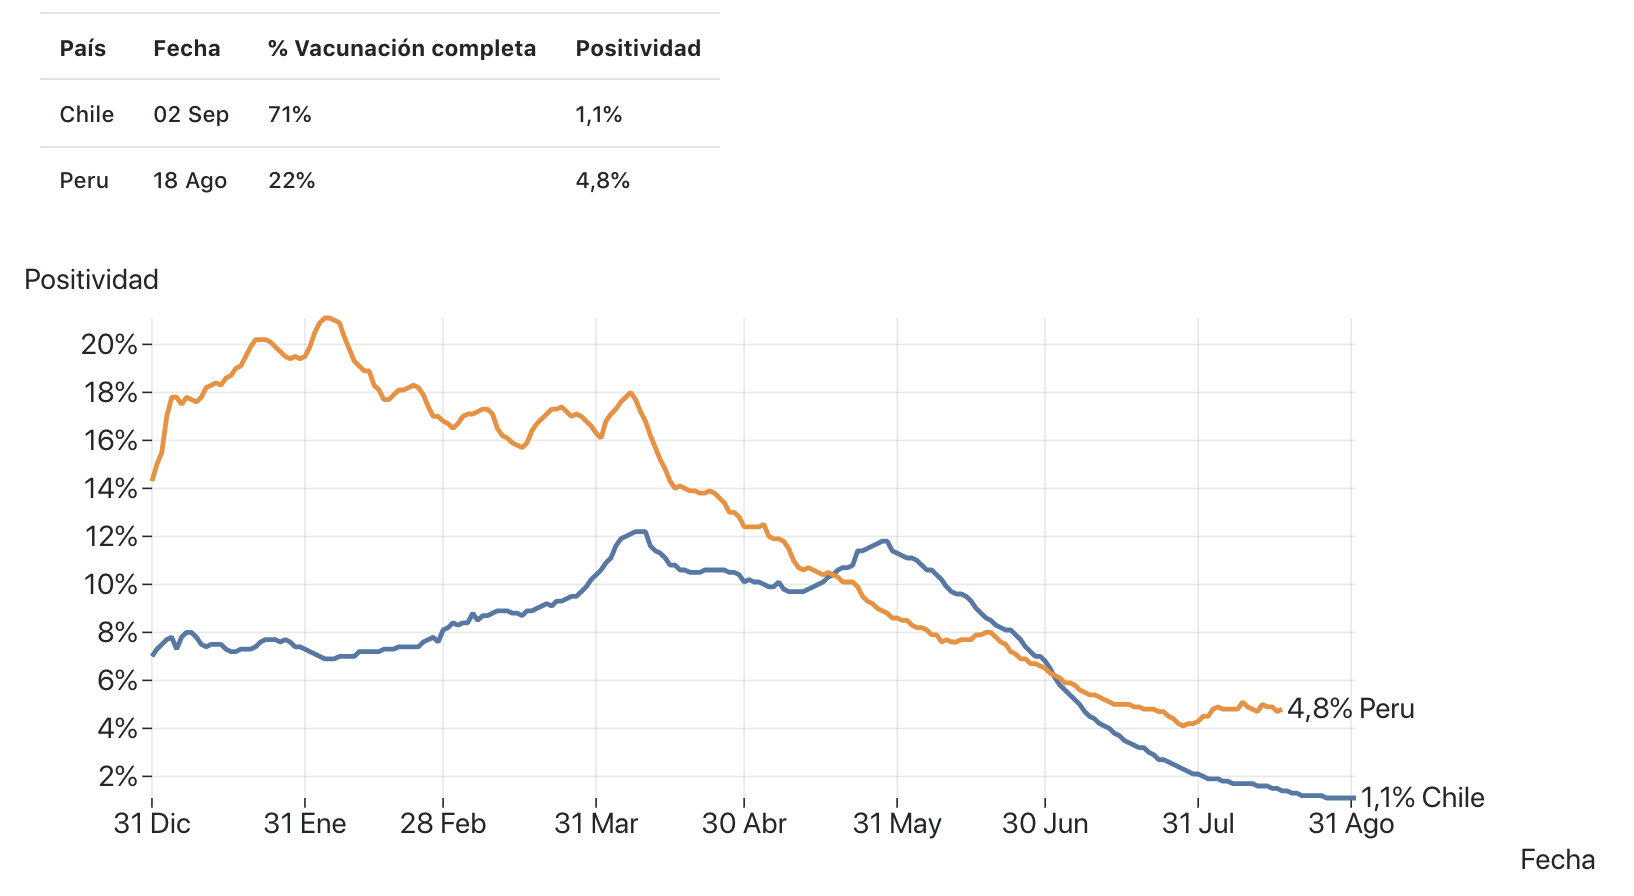 País Fecha % Vacunación completa Positividad
Chile 02 Sep 71% 1,1%
Peru 18 Ago 22% 4,8%
Positividad
20%
18%
16%
14%
12%
10%
8%
6%
4%
2%
4,8% Peru
1,1% Chile
31 Dic 31 Ene 28 Feb 31 Mar 30 Abr 31 May 30 Jun 31 Jul 31 Ago
Fecha